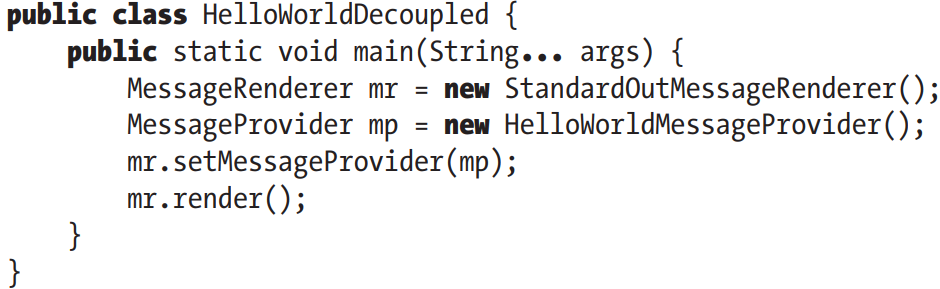 public class HelloWorldDecoupled {
    public static void main(String... args) {
        MessageRenderer mr = new StandardOutMessageRenderer();
        MessageProvider mp = new HelloWorldMessageProvider();
        mr.setMessageProvider(mp);
        mr.render();
    }
}